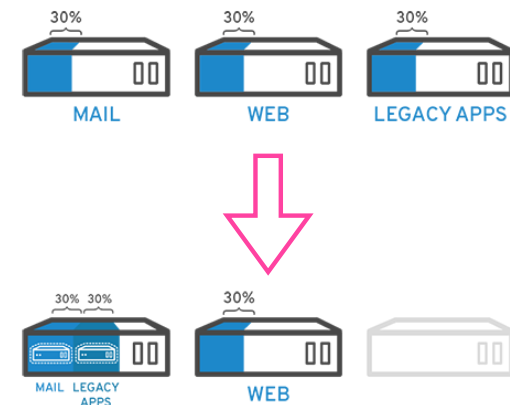 30% 30% 30%
MAIL WEB LEGACY APPS
30% 30% 30%
MAIL LEGACY
APPS
WEB